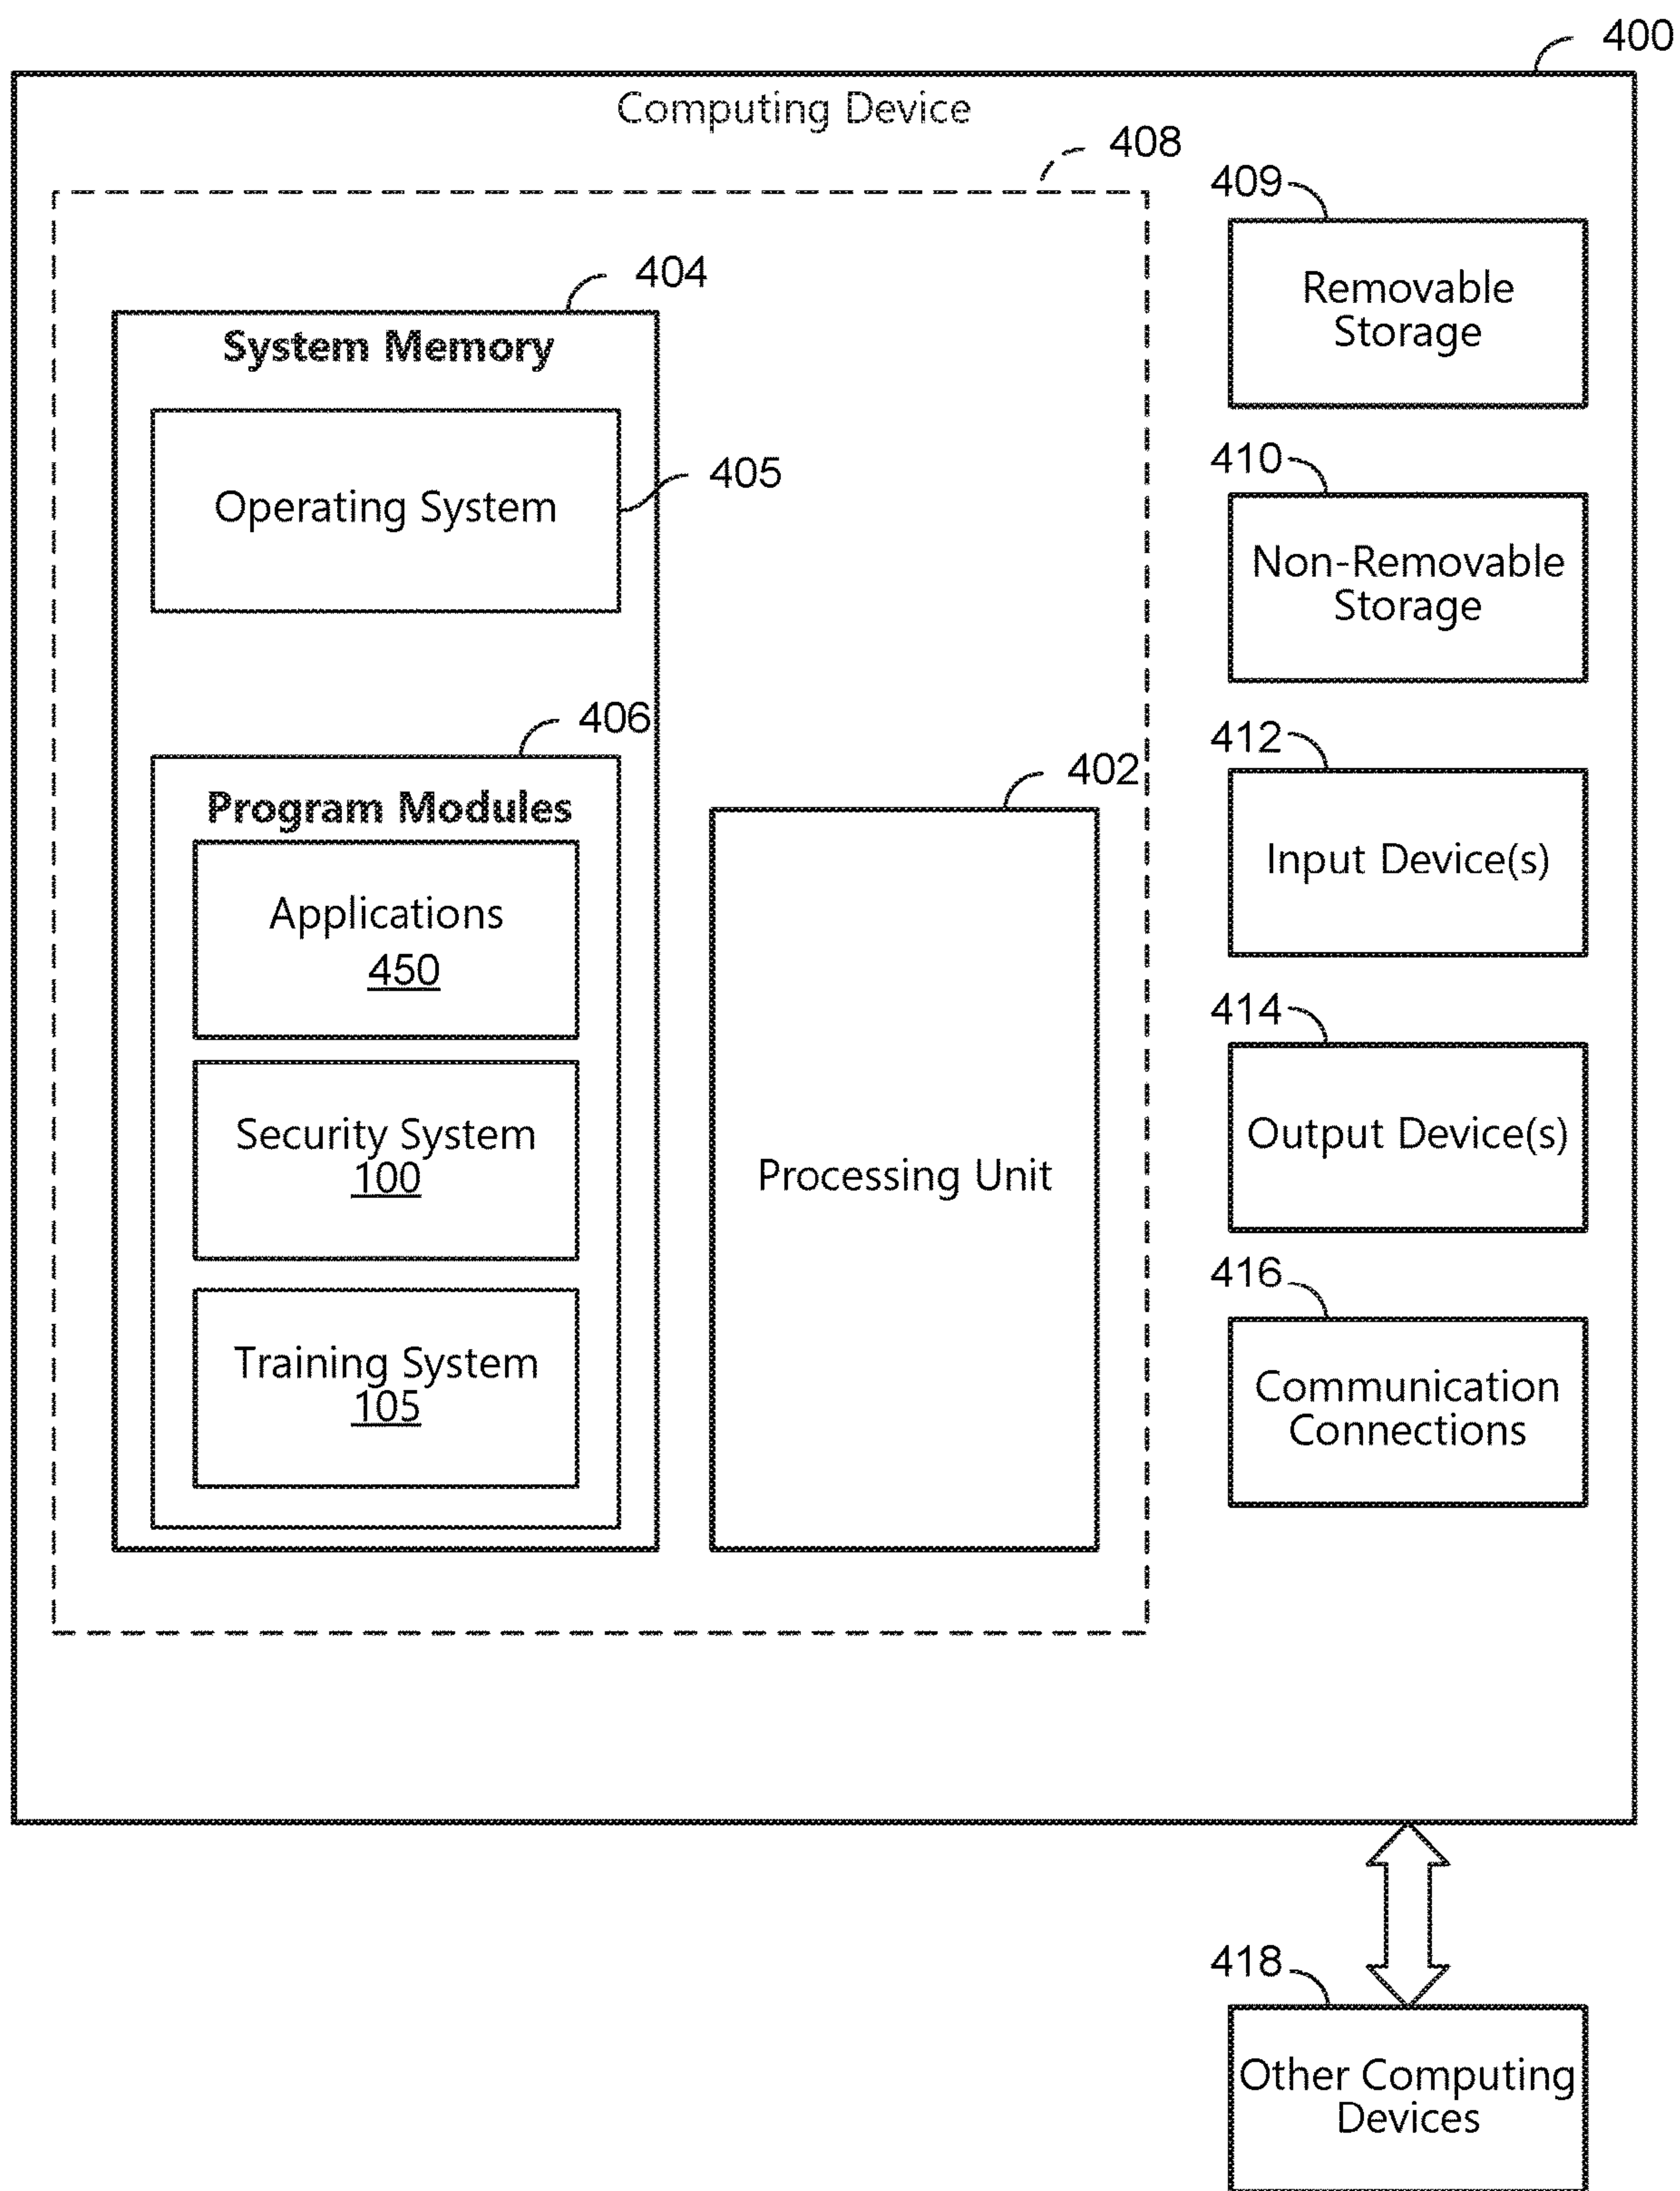 400
Computing Device
408
409
Removable
Storage
404
System Memory
Operating System
405
410
Non-Removable
Storage
406
Program Modules
Applications
450
Security System
100
Training System
105
402
Processing Unit
412
Input Device(s)
414
Output Device(s)
416
Communication
Connections
418
Other Computing
Devices